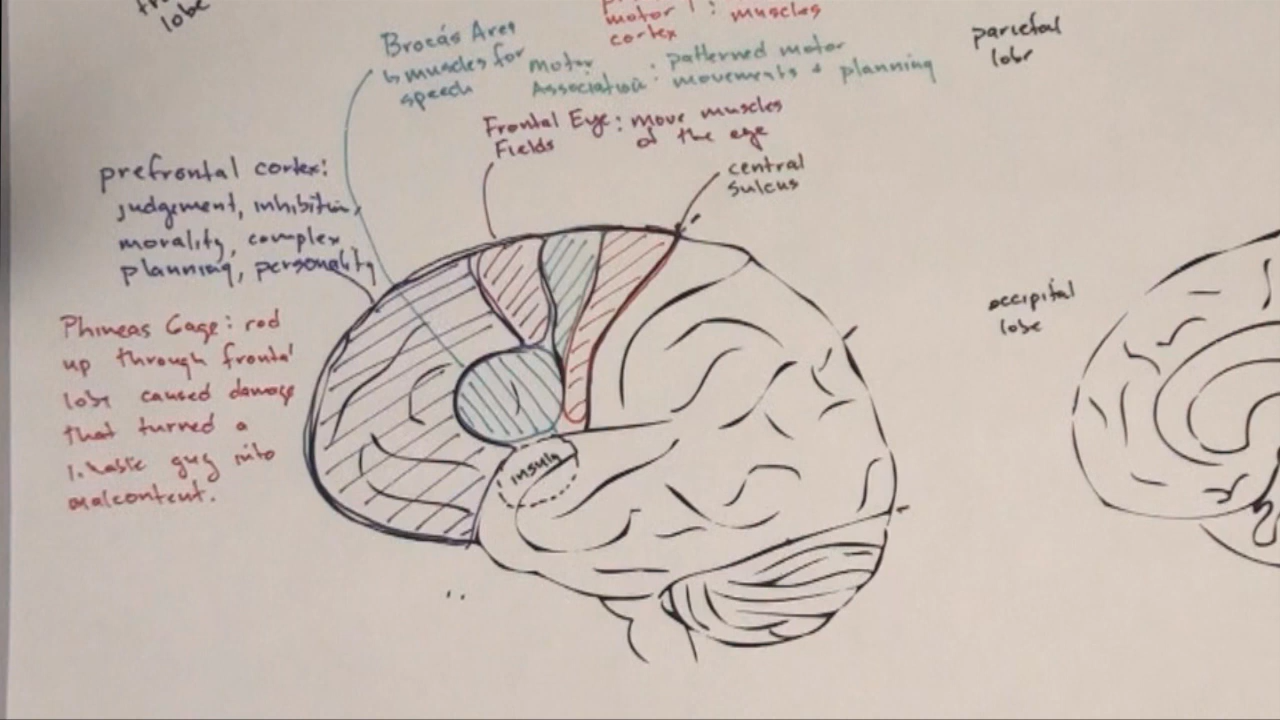 lobe
motor 1 : muscles
cortex
Broca's Area
↳ muscles for
speech
motor : patterned motor
Association: movements + planning
Frontal Eye: move muscles
Fields of the eye
central
sulcus
parietal
lobe
prefrontal cortex:
judgement, inhibition,
morality, complex
planning, personality
Phineas Gage: rod
up through frontal
lobe caused damage
that turned a
guy into
malcontent.
insula
occipital
lobe